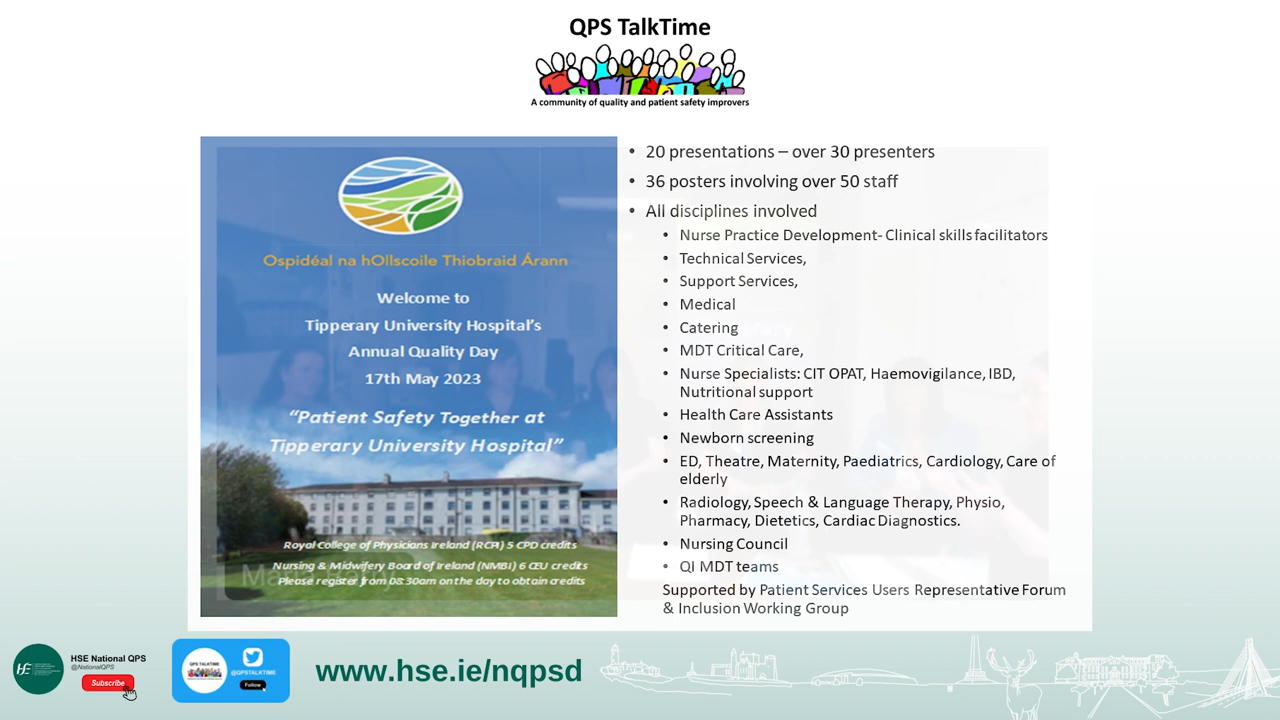 QPS TalkTime
A community of quality and patient safety improvers
Ospidéal na hOllscoile Thiobraid Árann
Welcome to
Tipperary University Hospital's
Annual Quality Day
17th May 2023
“Patient Safety Together at
Tipperary University Hospital”
Royal College of Physicians Ireland (RCPI) 5 CPD credits
Nursing & Midwifery Board of Ireland (NMBI) 6 CEU credits
Please register from 08:30am on the day to obtain credits
• 20 presentations – over 30 presenters
• 36 posters involving over 50 staff
• All disciplines involved
• Nurse Practice Development- Clinical skills facilitators
• Technical Services,
• Support Services,
• Medical
• Catering
• MDT Critical Care,
• Nurse Specialists: CIT OPAT, Haemovigilance, IBD,
Nutritional support
• Health Care Assistants
• Newborn screening
• ED, Theatre, Maternity, Paediatrics, Cardiology, Care of
elderly
• Radiology, Speech & Language Therapy, Physio,
Pharmacy, Dietetics, Cardiac Diagnostics.
• Nursing Council
• QI MDT teams
Supported by Patient Services Users Representative Forum
& Inclusion Working Group
HSE National QPS
@NationalQPS
Subscribe
QPS TALKTIME
@QPSTALKTIME
Follow
www.hse.ie/nqpsd